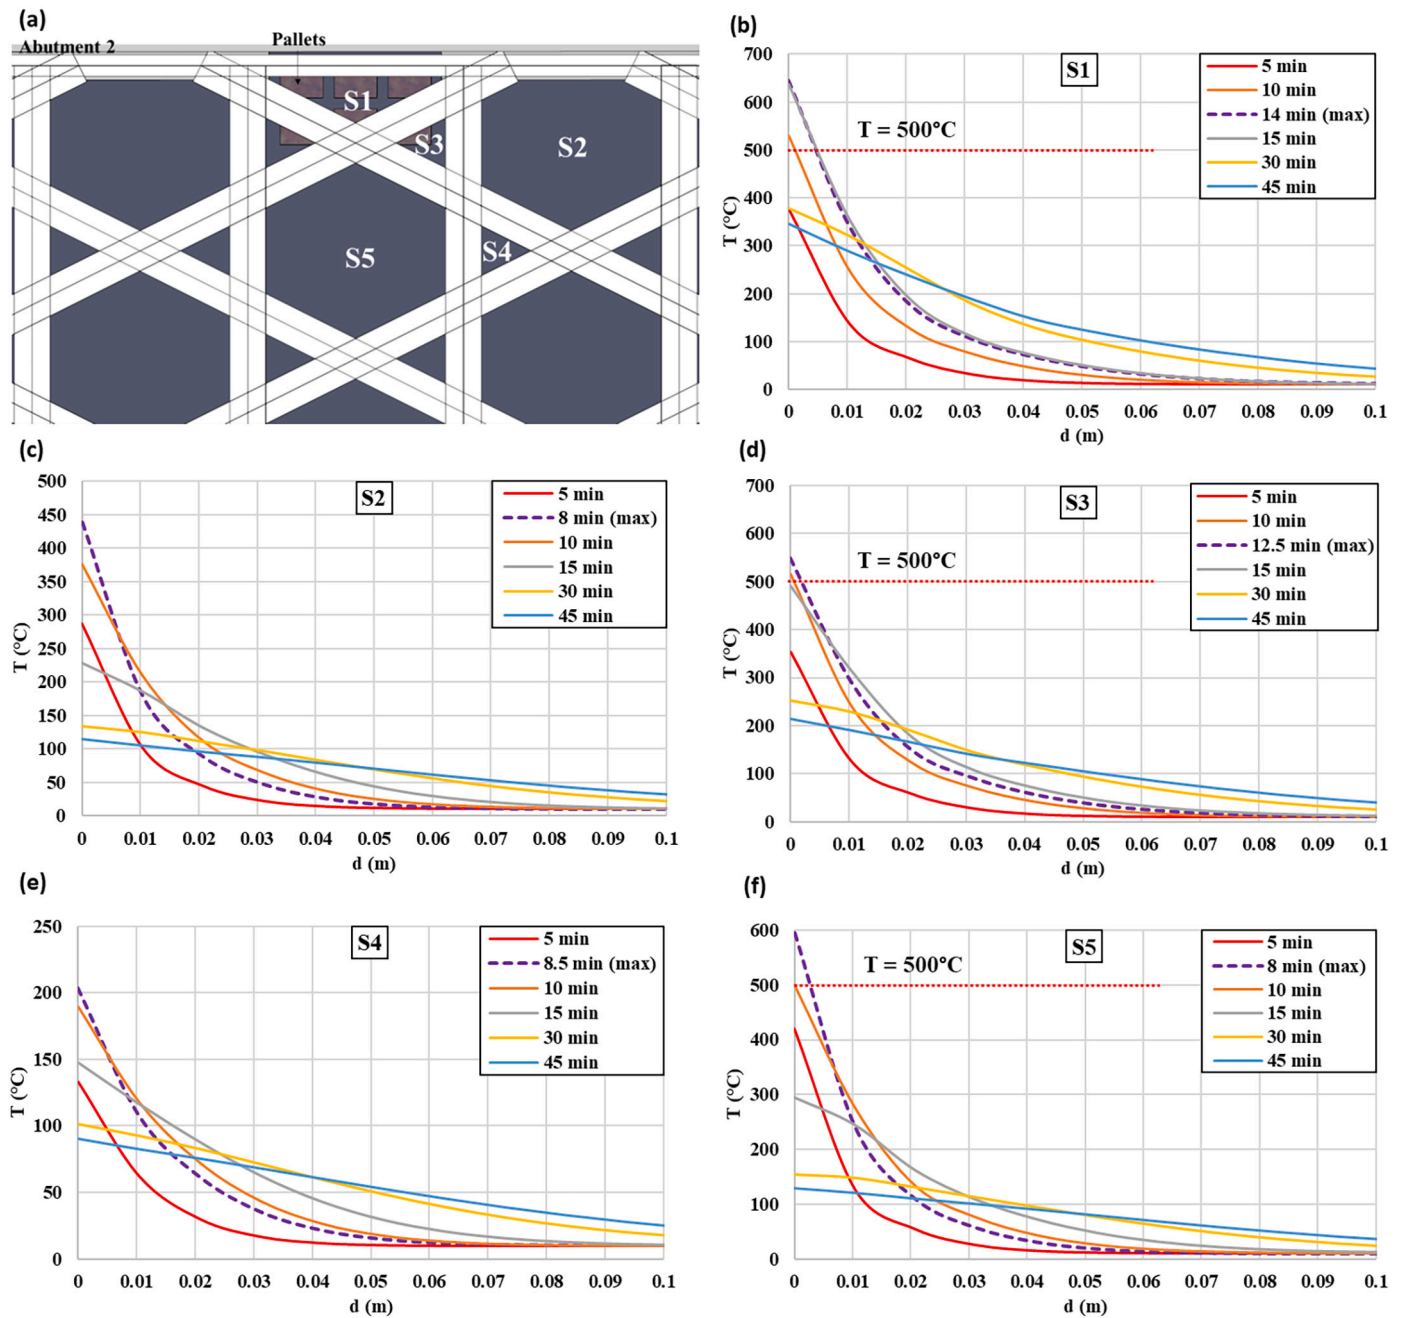 (a)
Abutment 2
Pallets
S1
S3
S2
S4
S5
(b)
700
600
500
400
300
200
100
0
T (°C)
S1
T = 500°C
5 min
10 min
14 min (max)
15 min
30 min
45 min
0 0.01 0.02 0.03 0.04 0.05 0.06 0.07 0.08 0.09 0.1
d (m)
(c)
500
450
400
350
300
250
200
150
100
50
0
T (°C)
S2
5 min
8 min (max)
10 min
15 min
30 min
45 min
0 0.01 0.02 0.03 0.04 0.05 0.06 0.07 0.08 0.09 0.1
d (m)
(d)
700
600
500
400
300
200
100
0
T (°C)
S3
T = 500°C
5 min
10 min
12.5 min (max)
15 min
30 min
45 min
0 0.01 0.02 0.03 0.04 0.05 0.06 0.07 0.08 0.09 0.1
d (m)
(e)
250
200
150
100
50
0
T (°C)
S4
5 min
8.5 min (max)
10 min
15 min
30 min
45 min
0 0.01 0.02 0.03 0.04 0.05 0.06 0.07 0.08 0.09 0.1
d (m)
(f)
600
500
400
300
200
100
0
T (°C)
S5
T = 500°C
5 min
8 min (max)
10 min
15 min
30 min
45 min
0 0.01 0.02 0.03 0.04 0.05 0.06 0.07 0.08 0.09 0.1
d (m)